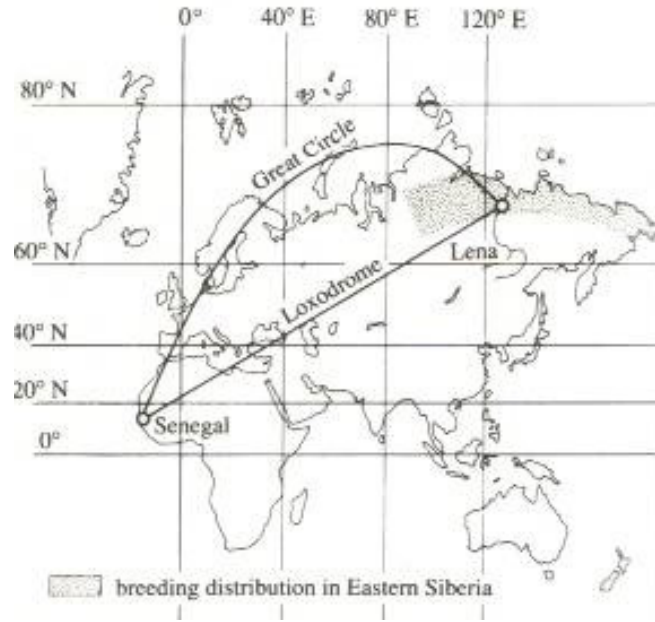 0° 40° E 80° E 120° E
80° N
Great Circle
60° N
Lena
Loxodrome
40° N
20° N
Senegal
0°
breeding distribution in Eastern Siberia